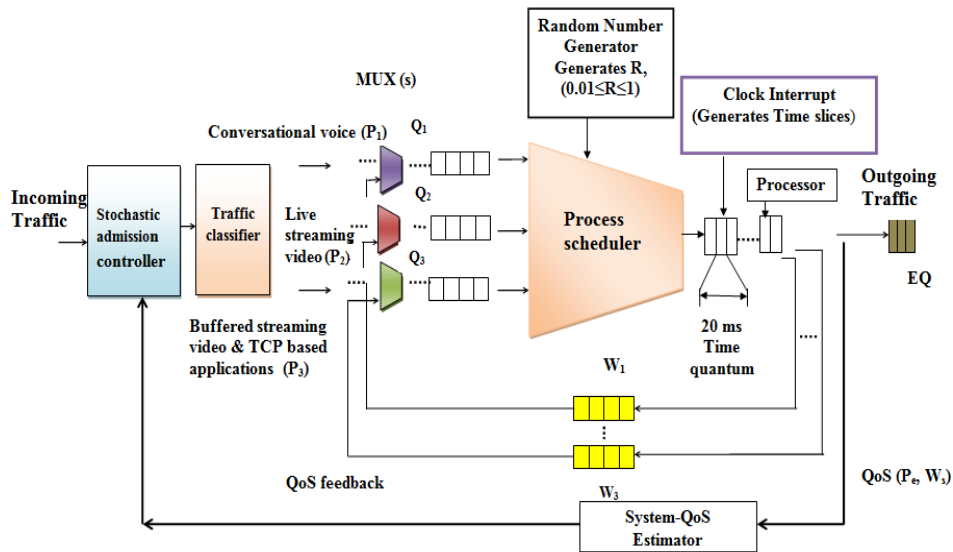 Random Number
Generator
Generates R,
(0.01≤R≤1)
MUX (s)
Clock Interrupt
(Generates Time slices)
Conversational voice (P1)
Q1
Incoming
Traffic
Stochastic
admission
controller
Traffic
classifier
Live
streaming
video (P2)
Q2
Q3
Process
scheduler
Processor
Outgoing
Traffic
EQ
Buffered streaming
video & TCP based
applications (P3)
20 ms
Time
quantum
W1
W3
QoS feedback
QoS (Pe, Ws)
System-QoS
Estimator